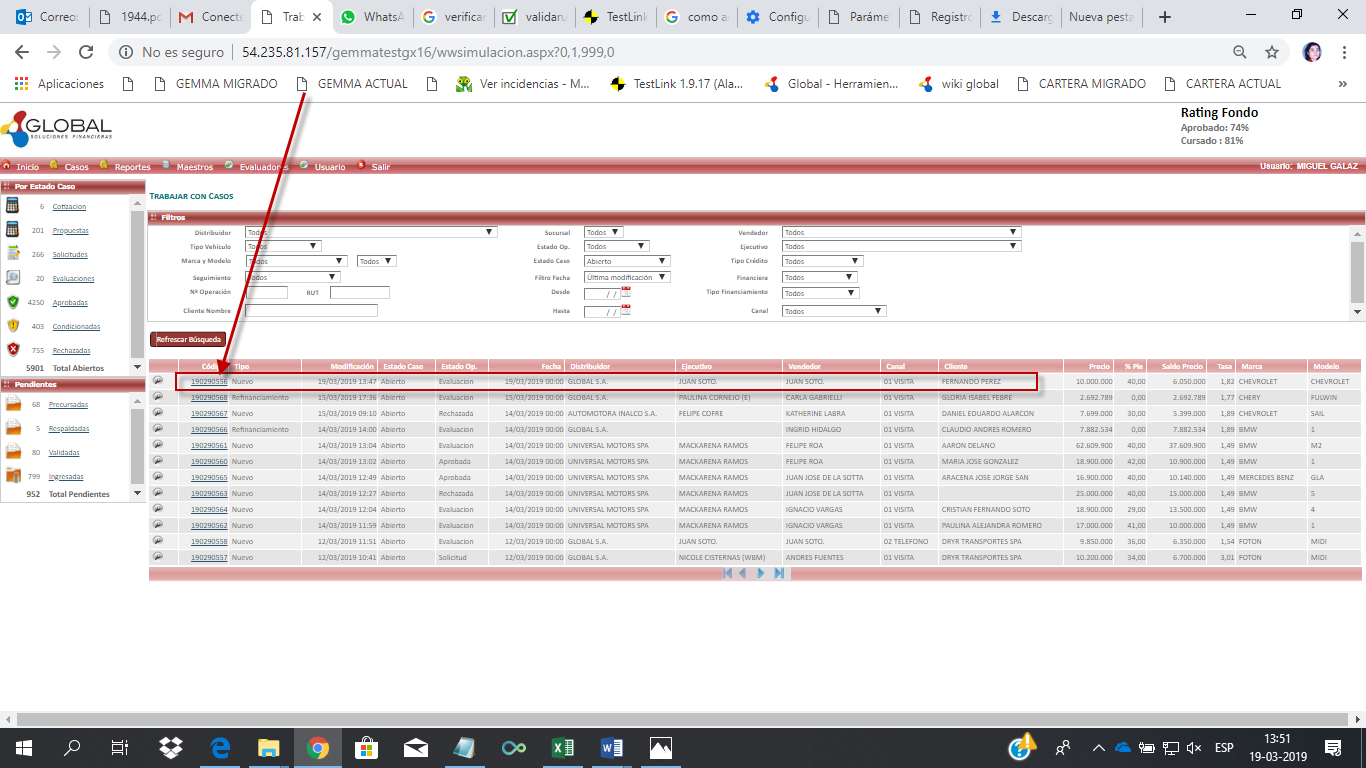 Correo: 1944.pc Conecte Trab WhatsA verificar validaru TestLink como ac Configu Paráme Registro Descarg Nueva pesta
No es seguro 54.235.81.157/gemmatestgx16/wwsimulacion.aspx?0,1,999,0
Aplicaciones GEMMA MIGRADO GEMMA ACTUAL Ver incidencias - M... TestLink 1.9.17 (Ala... Global - Herramien... wiki global CARTERA MIGRADO CARTERA ACTUAL »
GLOBAL
SOLUCIONES FINANCIERAS
Rating Fondo
Aprobado: 74%
Cursado : 81%
Inicio Casos Reportes Maestros Evaluadores Usuario Salir Usuario: MIGUEL GALAZ
Por Estado Caso
6 Cotizacion
201 Propuestas
266 Solicitudes
20 Evaluaciones
4250 Aprobadas
403 Condicionadas
755 Rechazadas
5901 Total Abiertos
Pendientes
68 Precursadas
5 Respaldadas
80 Validadas
799 Ingresadas
952 Total Pendientes
TRABAJAR CON CASOS
Filtros
Distribuidor Todos Sucursal Todos Vendedor Todos
Tipo Vehículo Todos Estado Op. Todos Ejecutivo Todos
Marca y Modelo Todos Todos Estado Caso Abierto Tipo Crédito Todos
Seguimiento Todos Filtro Fecha Última modificación Financiera Todos
Nº Operación RUT Desde / / Tipo Financiamiento Todos
Cliente Nombre Hasta / / Canal Todos
Refrescar Búsqueda
Código Tipo Modificación Estado Caso Estado Op. Fecha Distribuidor Ejecutivo Vendedor Canal Cliente Precio % Pie Saldo Precio Tasa Marca Modelo
190290556 Nuevo 19/03/2019 13:47 Abierto Evaluacion 19/03/2019 00:00 GLOBAL S.A. JUAN SOTO. JUAN SOTO. 01 VISITA FERNANDO PEREZ 10.000.000 40,00 6.050.000 1,82 CHEVROLET CHEVROLET
190290568 Refinanciamiento 15/03/2019 17:36 Abierto Evaluacion 15/03/2019 00:00 GLOBAL S.A. PAULINA CORNEJO (E) CARLA GABRIELLI 01 VISITA GLORIA ISABEL FEBRE 2.692.789 0,00 2.692.789 1,77 CHERY FULWIN
190290567 Nuevo 15/03/2019 09:10 Abierto Rechazada 14/03/2019 00:00 AUTOMOTORA INALCO S.A. FELIPE COFRE KATHERINE LABRA 01 VISITA DANIEL EDUARDO ALARCON 7.699.000 30,00 5.399.000 1,89 CHEVROLET SAIL
190290566 Refinanciamiento 14/03/2019 14:00 Abierto Evaluacion 14/03/2019 00:00 GLOBAL S.A. INGRID HIDALGO 01 VISITA CLAUDIO ANDRES ROMERO 7.882.534 0,00 7.882.534 1,89 BMW 1
190290561 Nuevo 14/03/2019 13:04 Abierto Evaluacion 14/03/2019 00:00 UNIVERSAL MOTORS SPA MACKARENA RAMOS FELIPE ROA 01 VISITA AARON DELANO 62.609.900 40,00 37.609.900 1,49 BMW M2
190290560 Nuevo 14/03/2019 13:02 Abierto Aprobada 14/03/2019 00:00 UNIVERSAL MOTORS SPA MACKARENA RAMOS FELIPE ROA 01 VISITA MARIA JOSE GONZALEZ 18.900.000 42,00 10.900.000 1,49 BMW 1
190290565 Nuevo 14/03/2019 12:49 Abierto Aprobada 14/03/2019 00:00 UNIVERSAL MOTORS SPA MACKARENA RAMOS JUAN JOSE DE LA SOTTA 01 VISITA ARACENA JOSE JORGE SAN 16.900.000 40,00 10.140.000 1,49 MERCEDES BENZ GLA
190290563 Nuevo 14/03/2019 12:27 Abierto Rechazada 14/03/2019 00:00 UNIVERSAL MOTORS SPA MACKARENA RAMOS JUAN JOSE DE LA SOTTA 01 VISITA 25.000.000 40,00 15.000.000 1,49 BMW 5
190290564 Nuevo 14/03/2019 12:04 Abierto Evaluacion 14/03/2019 00:00 UNIVERSAL MOTORS SPA MACKARENA RAMOS IGNACIO VARGAS 01 VISITA CRISTIAN FERNANDO SOTO 18.900.000 29,00 13.500.000 1,49 BMW 4
190290562 Nuevo 14/03/2019 11:59 Abierto Evaluacion 14/03/2019 00:00 UNIVERSAL MOTORS SPA MACKARENA RAMOS IGNACIO VARGAS 01 VISITA PAULINA ALEJANDRA ROMERO 17.000.000 41,00 10.000.000 1,49 BMW 1
190290558 Nuevo 12/03/2019 11:51 Abierto Evaluacion 12/03/2019 00:00 GLOBAL S.A. JUAN SOTO. JUAN SOTO. 02 TELEFONO DRYR TRANSPORTES SPA 9.850.000 36,00 6.350.000 1,54 FOTON MIDI
190290557 Nuevo 12/03/2019 10:41 Abierto Solicitud 12/03/2019 00:00 GLOBAL S.A. NICOLE CISTERNAS (WBM) ANDRES FUENTES 01 VISITA DRYR TRANSPORTES SPA 10.200.000 34,00 6.700.000 3,01 FOTON MIDI
ESP 13:51
19-03-2019